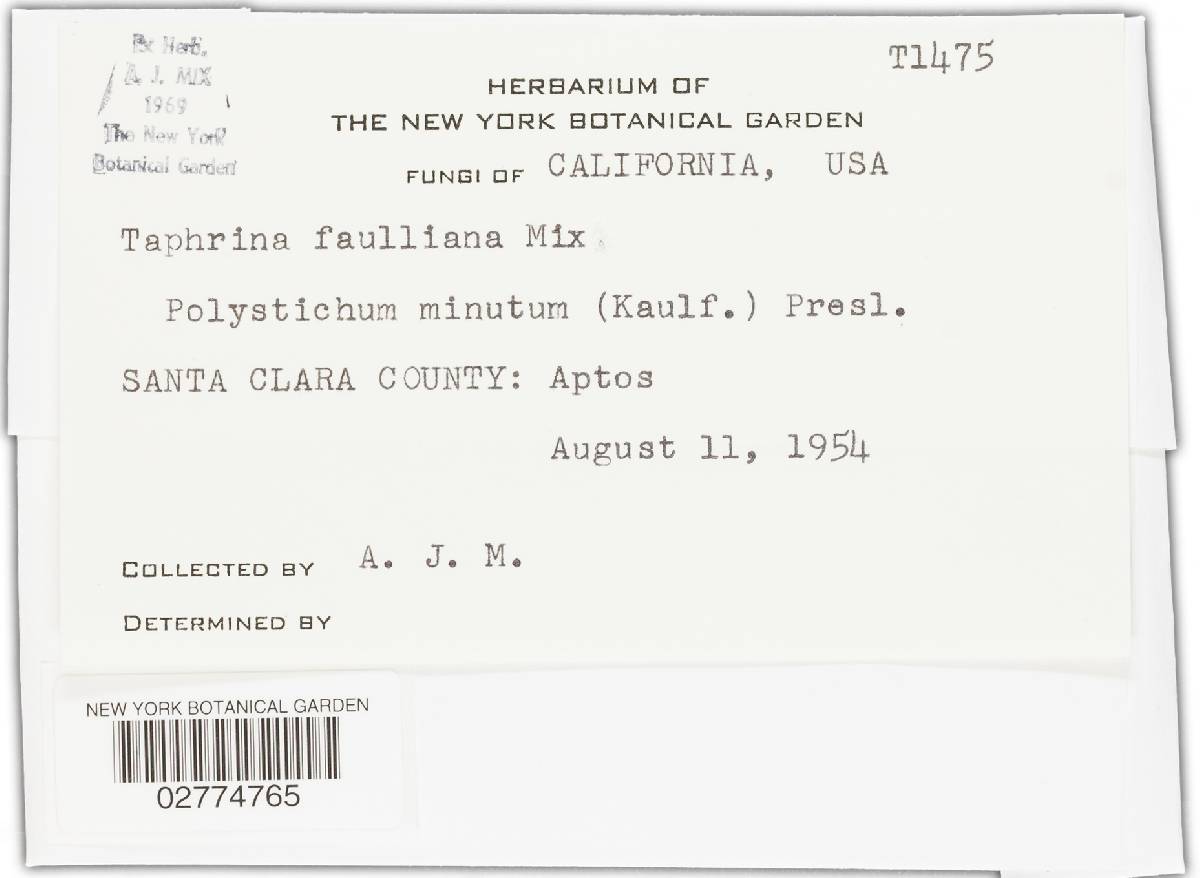 Ex Herb.
A. J. MIX
1969
The New York
Botanical Garden
T1475
HERBARIUM OF
THE NEW YORK BOTANICAL GARDEN
FUNGI OF CALIFORNIA, USA
Taphrina faulliana Mix
Polystichum minutum (Kaulf.) Presl.
SANTA CLARA COUNTY: Aptos
August 11, 1954
COLLECTED BY A. J. M.
DETERMINED BY
NEW YORK BOTANICAL GARDEN
02774765